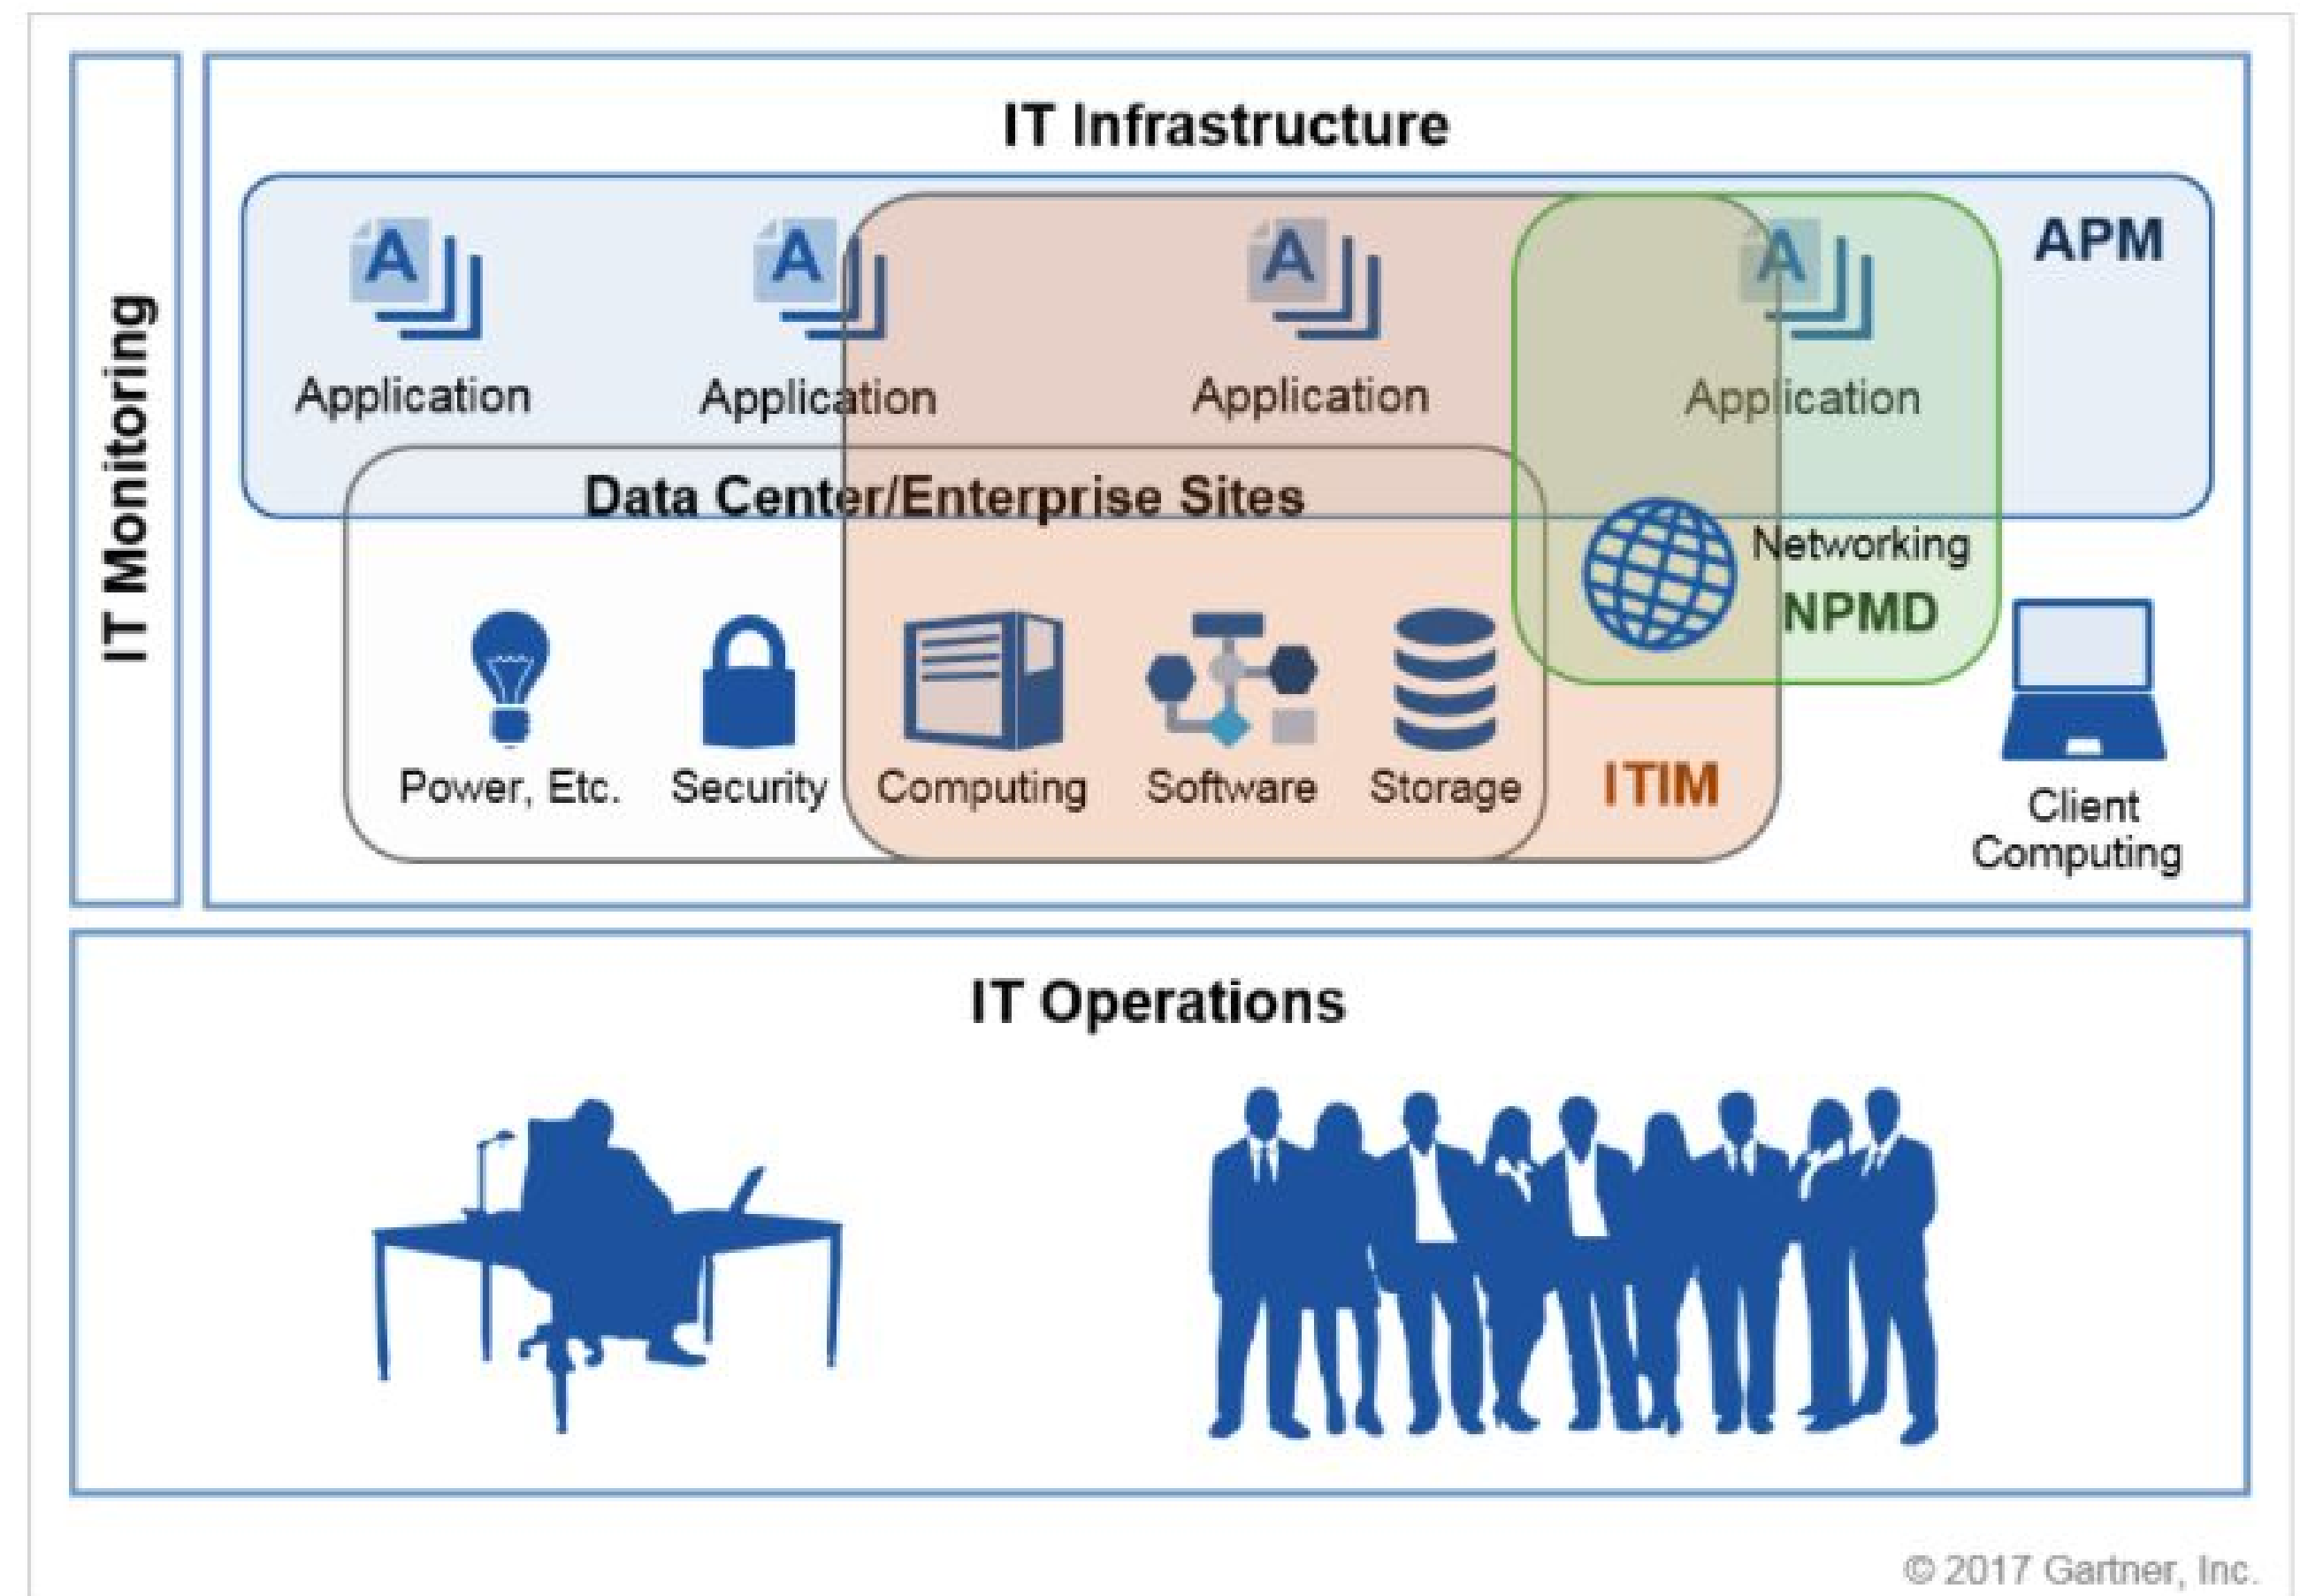 IT Monitoring
IT Infrastructure
APM
Application
Application
Application
Application
Data Center/Enterprise Sites
Networking
NPMD
Power, Etc.
Security
Computing
Software
Storage
ITIM
Client
Computing
IT Operations
© 2017 Gartner, Inc.